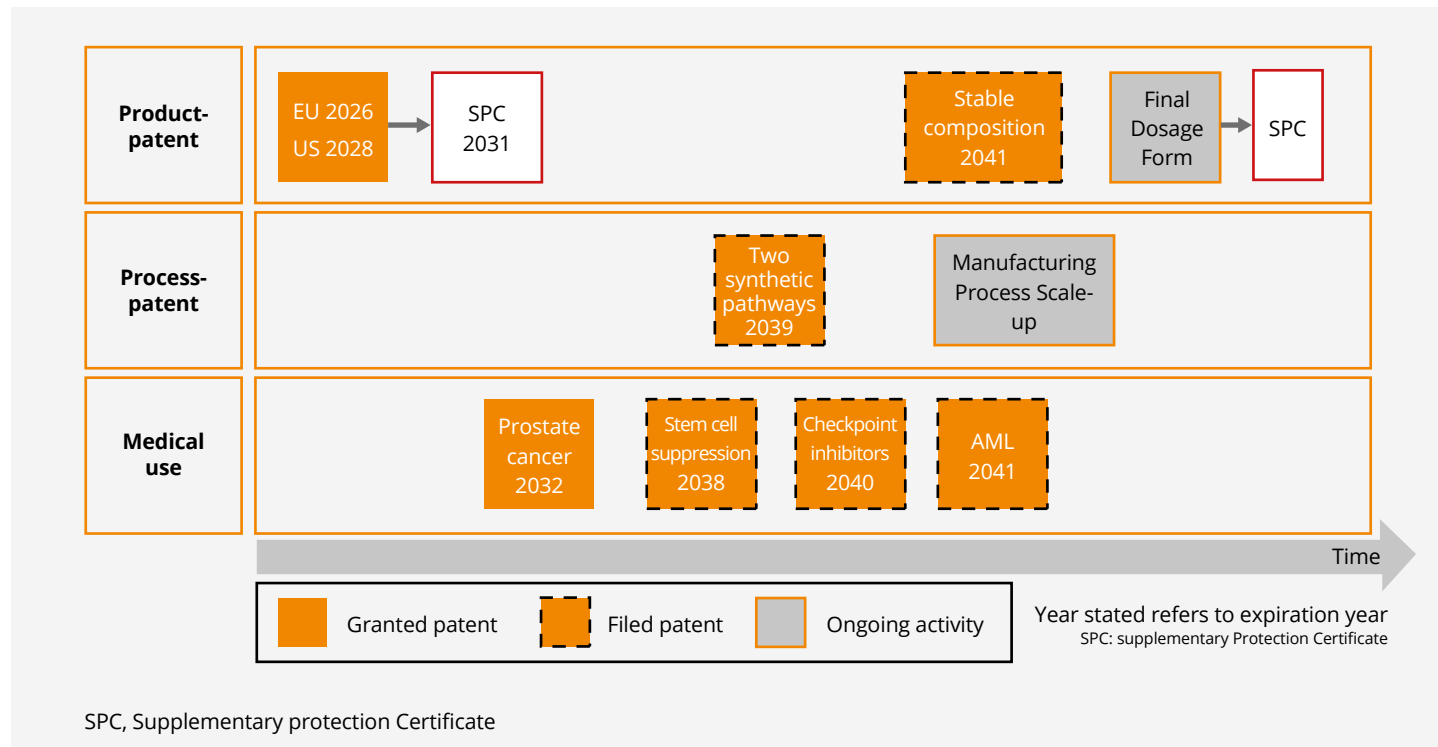 Product-
patent
EU 2026
US 2028
SPC
2031
Stable
composition
2041
Final
Dosage
Form
SPC
Process-
patent
Two
synthetic
pathways
2039
Manufacturing
Process Scale-
up
Medical
use
Prostate
cancer
2032
Stem cell
suppression
2038
Checkpoint
inhibitors
2040
AML
2041
Time
Granted patent
Filed patent
Ongoing activity
Year stated refers to expiration year
SPC: supplementary Protection Certificate
SPC, Supplementary protection Certificate